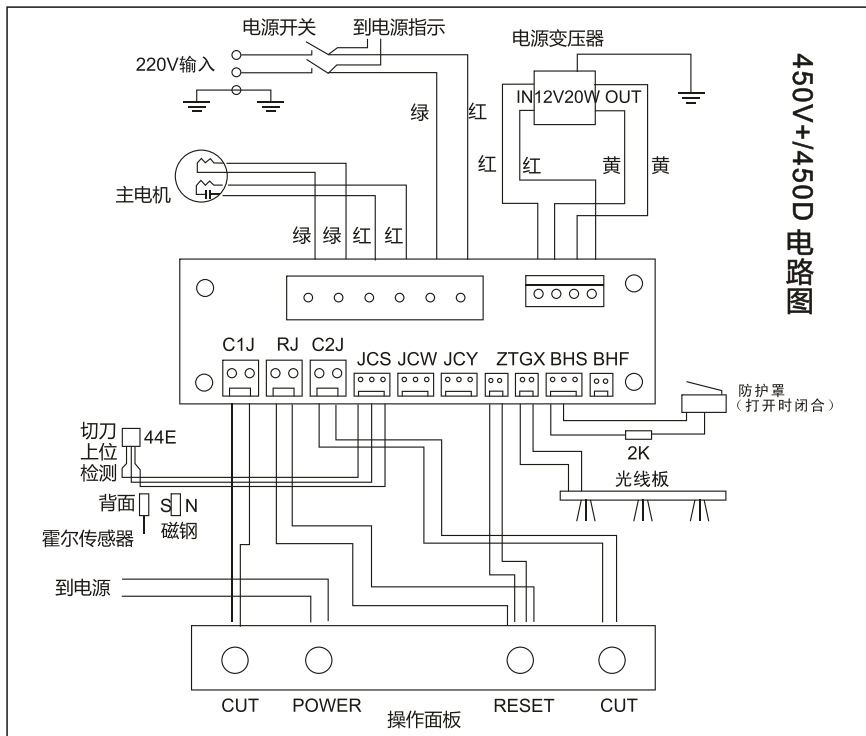 电源开关
到电源指示
220V输入
电源变压器
IN12V20W OUT
绿
红
红
红
黄
黄
主电机
绿
绿
红
红
450V+/450D 电路图
C1J
RJ
C2J
JCS
JCW
JCY
ZTGX
BHS
BHF
防护罩
(打开时闭合)
2K
切刀
上位
检测
44E
光线板
背面
S N
磁钢
霍尔传感器
到电源
CUT
POWER
RESET
CUT
操作面板